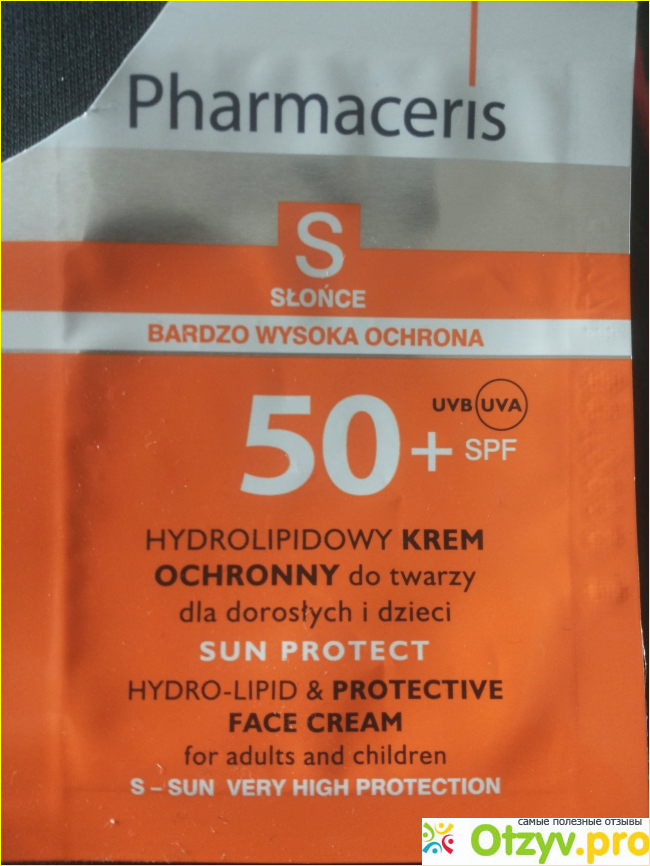 Pharmaceris
S
SŁOŃCE
BARDZO WYSOKA OCHRONA
50+ SPF
UVB UVA
HYDROLIPIDOWY KREM
OCHRONNY do twarzy
dla dorosłych i dzieci
SUN PROTECT
HYDRO-LIPID & PROTECTIVE
FACE CREAM
for adults and children
S – SUN VERY HIGH PROTECTION
самые полезные отзывы
Otzyv.pro